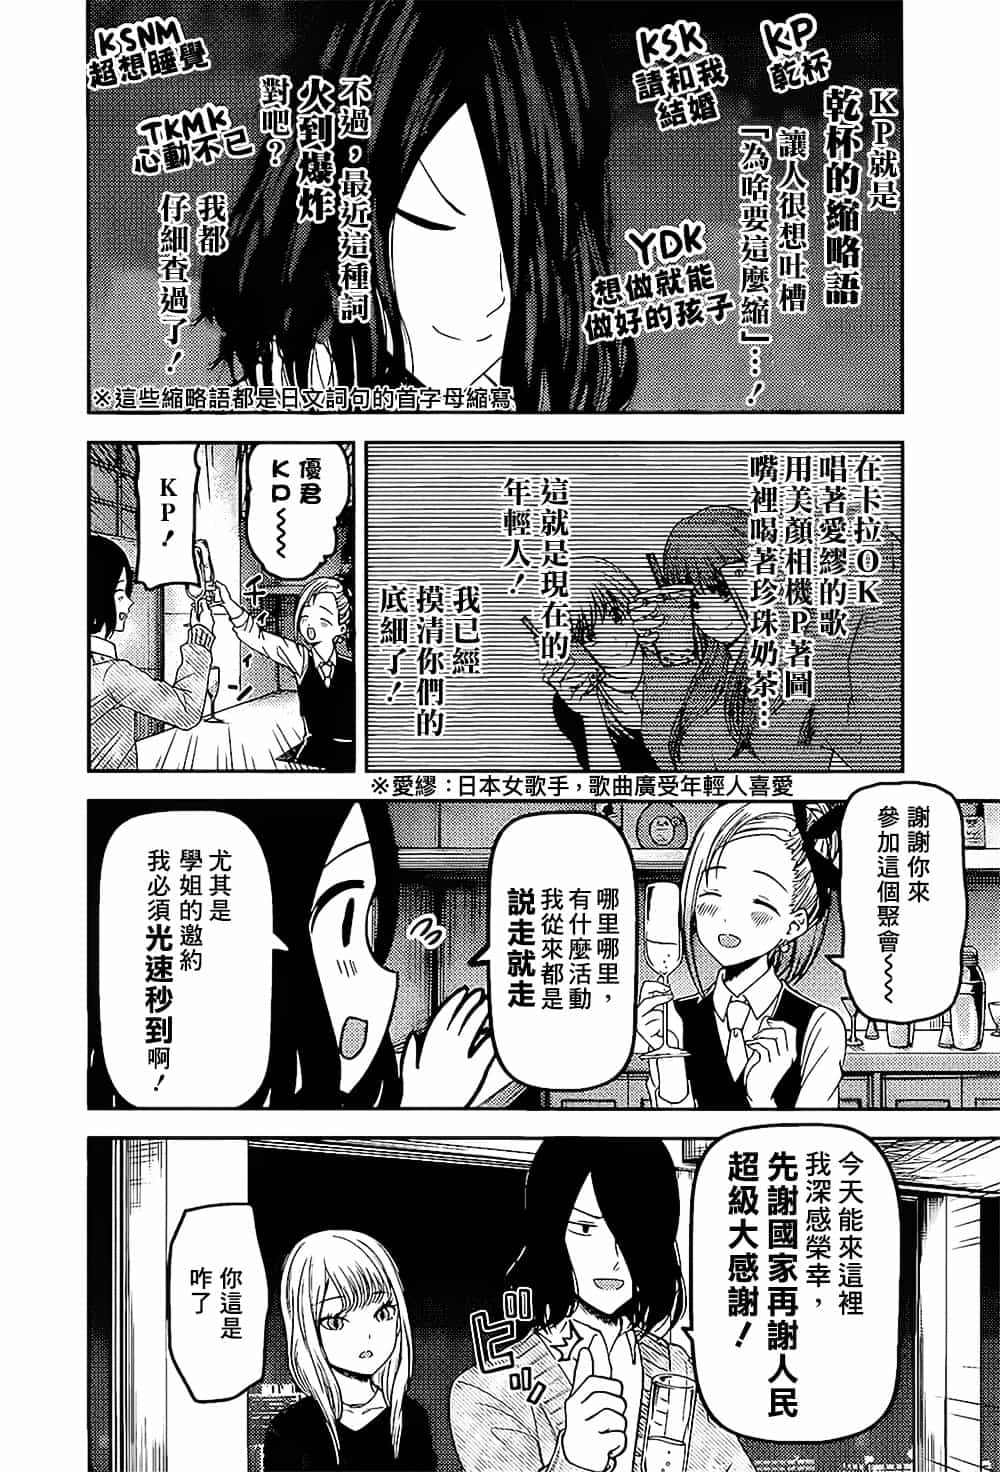 KP就是
乾杯的縮略語
讓人很想吐槽
「為啥要這麼縮」…！
KP
乾杯
KSK
請和我
結婚
YDK
想做就能
做好的孩子
不過，最近這種詞
火到爆炸
對吧？
我都
仔細查過了！
KSNM
超想睡覺
TKMK
心動不已
※這些縮略語都是日文詞句的首字母縮寫
在卡拉OK
唱著愛繆的歌
用美顏相機P著圖
嘴裡喝著珍珠奶茶…
這就是現在的
年輕人！
我已經
摸清你們的
底細了！
※愛繆：日本女歌手，歌曲廣受年輕人喜愛
優君
KP～～
KP！
チン
謝謝你來
參加這個聚會～～
哪里哪里，
有什麼活動
我從來都是
説走就走
尤其是
學姐的邀約
我必須光速秒到啊！
今天能來這裡
我深感榮幸，
先謝國家再謝人民
超級大感謝！
ビビッ
你這是
咋了